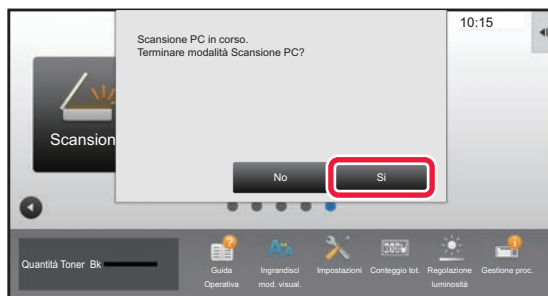 Scansione PC in corso.
Terminare modalità Scansione PC?
10:15
Scansion
No
Si
Quantità Toner Bk
Guida
Operativa
Ingrandisci
mod. visual.
Impostazioni
Conteggio tot.
Regolazione
luminosità
Gestione proc.